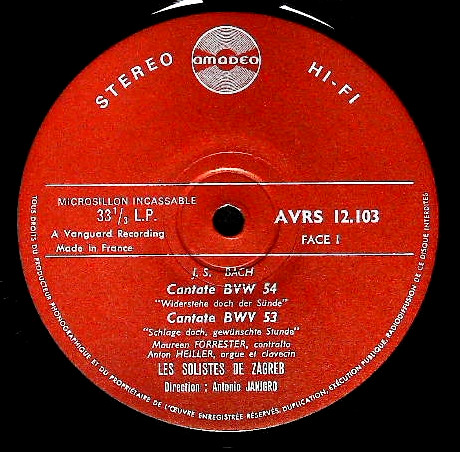 STEREO
amadeo
HI-FI
MICROSILLON INCASSABLE
33 1/3 L.P.
A Vanguard Recording
Made in France
AVRS 12.103
FACE 1
J. S. BACH
Cantate BVW 54
"Widerstehe doch der Sünde"
Cantate BWV 53
"Schlage doch, gewünschte Stunde"
Maureen FORRESTER, contralto
Anton HEILLER, orgue et clavecin
LES SOLISTES DE ZAGREB
Direction : Antonio JANIGRO
TOUS DROITS DU PRODUCTEUR PHONOGRAPHIQUE ET DU PROPRIÉTAIRE DE L'ŒUVRE ENREGISTRÉE RÉSERVÉS. DUPLICATION, EXÉCUTION PUBLIQUE, RADIODIFFUSION DE CE DISQUE INTERDITES